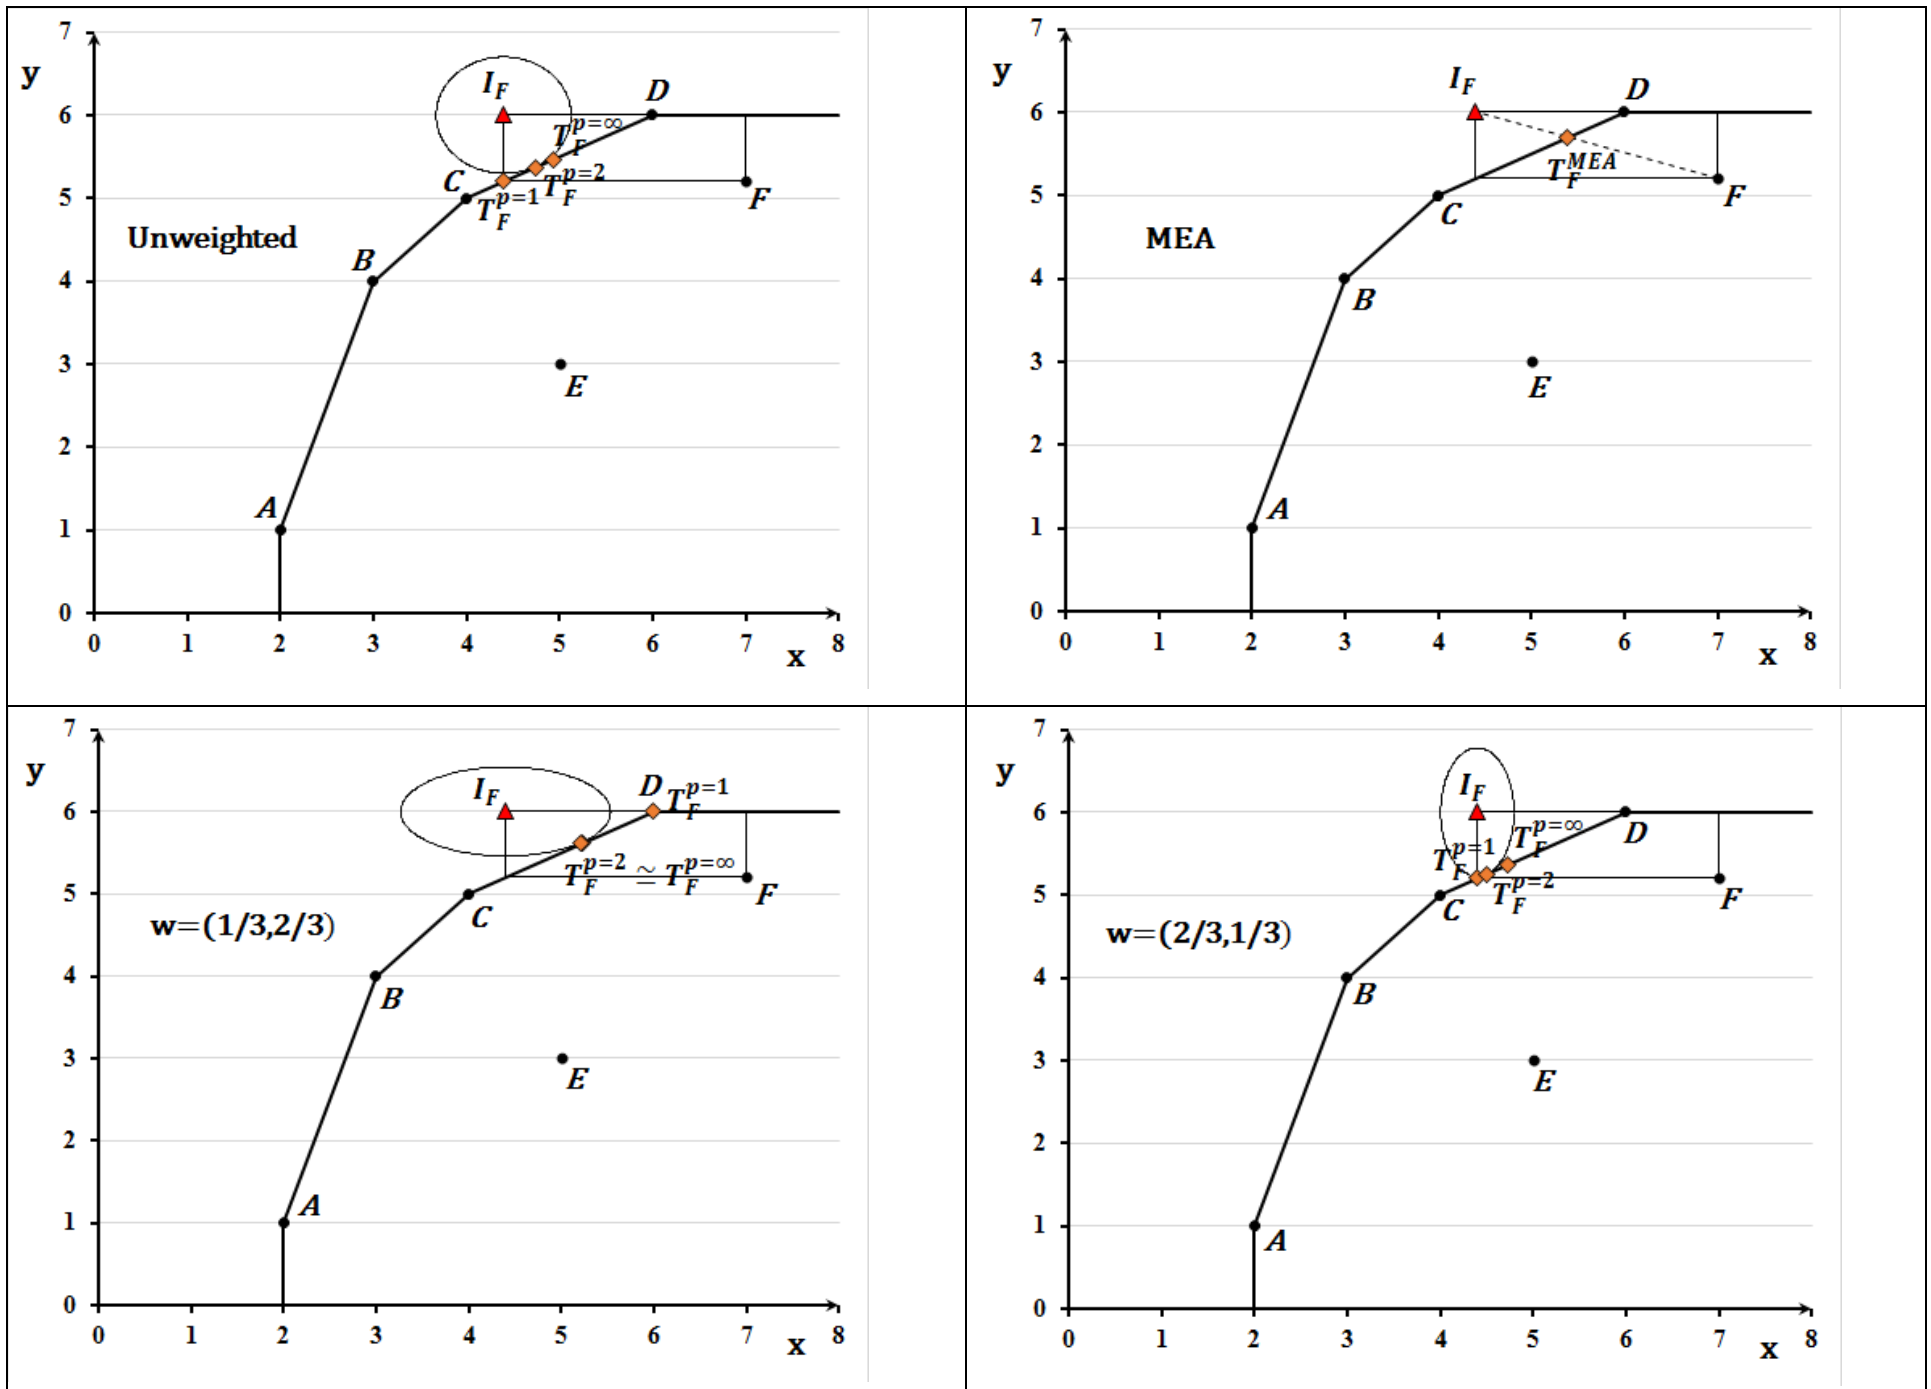 7
y
I_F
D
6
T_F^{p=∞}
C
T_F^{p=2}
5
T_F^{p=1}
F
Unweighted
B
4
3
E
2
A
1
0
0 1 2 3 4 5 6 7 8
x
7
y
I_F
D
6
T_F^{MEA}
5
F
C
MEA
4
B
3
E
2
A
1
0
0 1 2 3 4 5 6 7 8
x
7
y
I_F
D T_F^{p=1}
6
T_F^{p=2} ≃ T_F^{p=∞}
5
F
C
w=(1/3,2/3)
4
B
3
E
2
A
1
0
0 1 2 3 4 5 6 7 8
x
7
y
I_F
6
T_F^{p=∞}
D
T_F^{p=1}
T_F^{p=2}
5
F
C
w=(2/3,1/3)
4
B
3
E
2
A
1
0
0 1 2 3 4 5 6 7 8
x